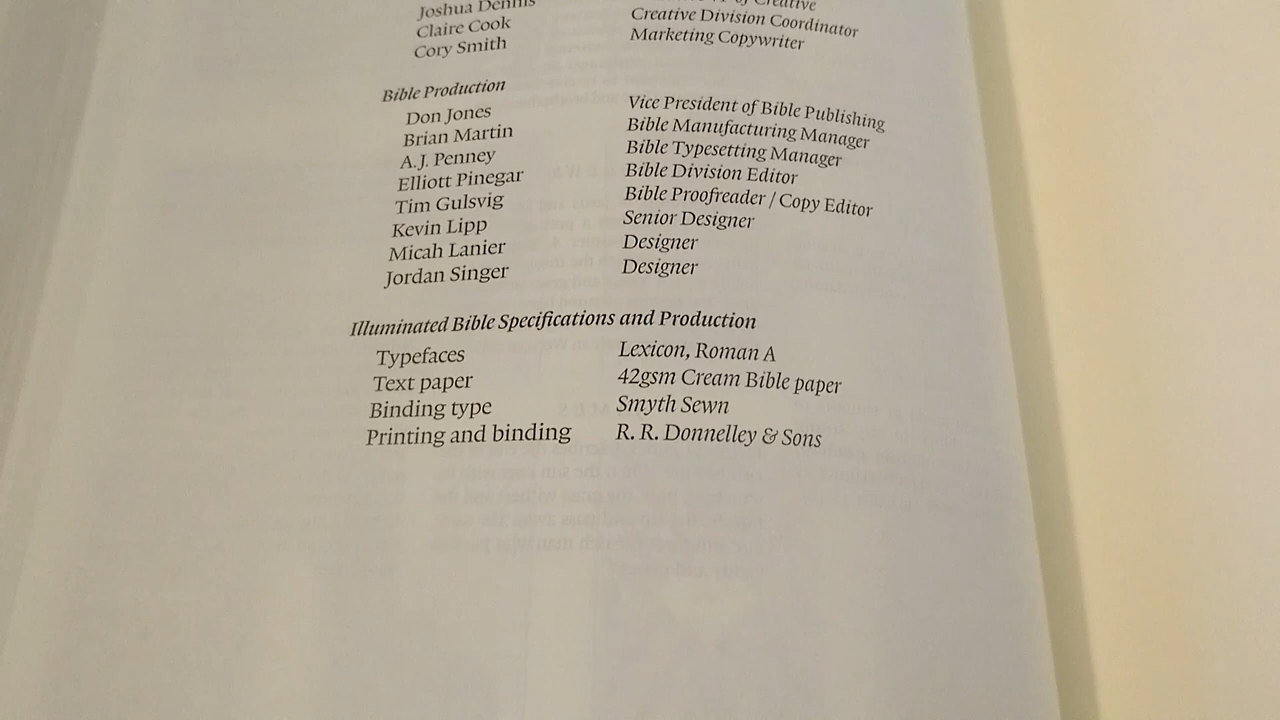 Joshua Dennis of Creative
Claire Cook Creative Division Coordinator
Cory Smith Marketing Copywriter
Bible Production
Don Jones Vice President of Bible Publishing
Brian Martin Bible Manufacturing Manager
A.J. Penney Bible Typesetting Manager
Elliott Pinegar Bible Division Editor
Tim Gulsvig Bible Proofreader / Copy Editor
Kevin Lipp Senior Designer
Micah Lanier Designer
Jordan Singer Designer
Illuminated Bible Specifications and Production
Typefaces Lexicon, Roman A
Text paper 42gsm Cream Bible paper
Binding type Smyth Sewn
Printing and binding R. R. Donnelley & Sons